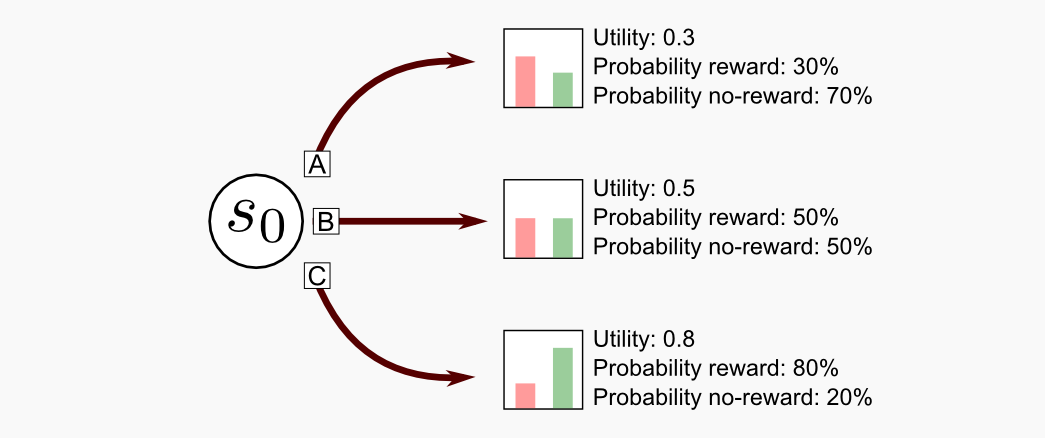 Utility: 0.3
Probability reward: 30%
Probability no-reward: 70%
A
Utility: 0.5
Probability reward: 50%
Probability no-reward: 50%
s₀
B
C
Utility: 0.8
Probability reward: 80%
Probability no-reward: 20%